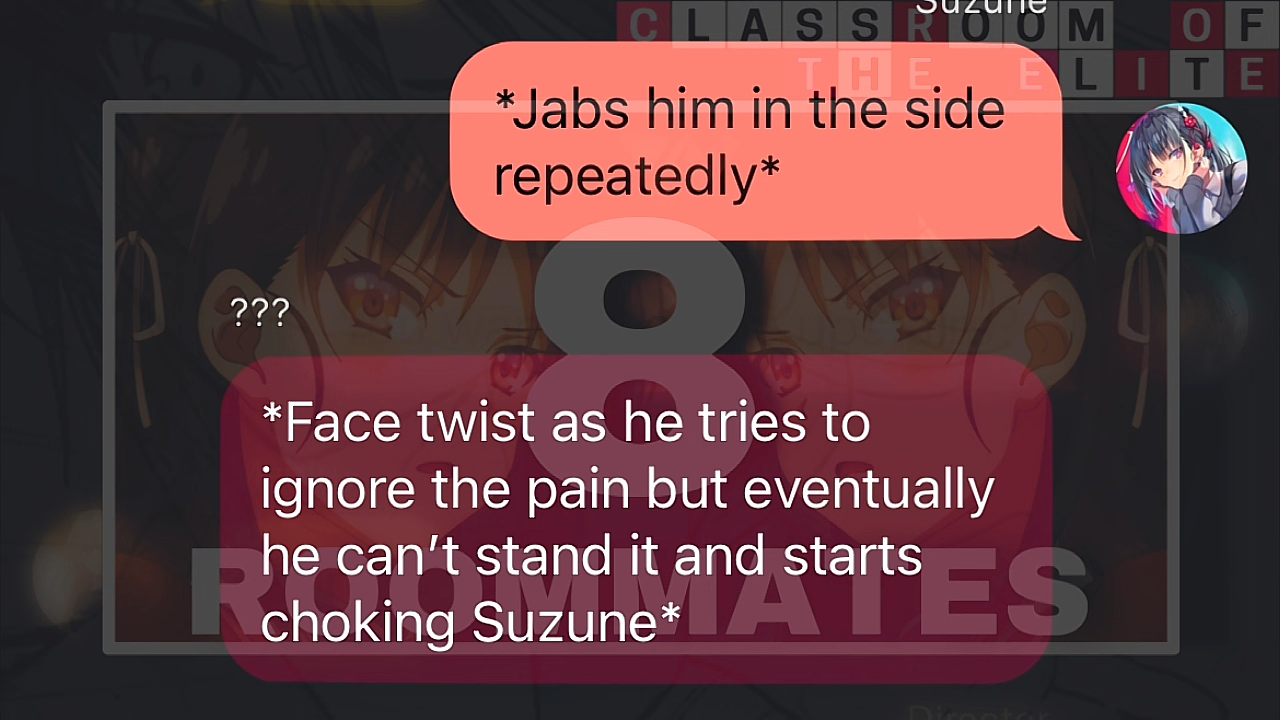 Suzune
CLASSROOM OF
THE ELITE
*Jabs him in the side
repeatedly*
???
8
*Face twist as he tries to
ignore the pain but eventually
he can’t stand it and starts
choking Suzune*
ROOMMATES
Director